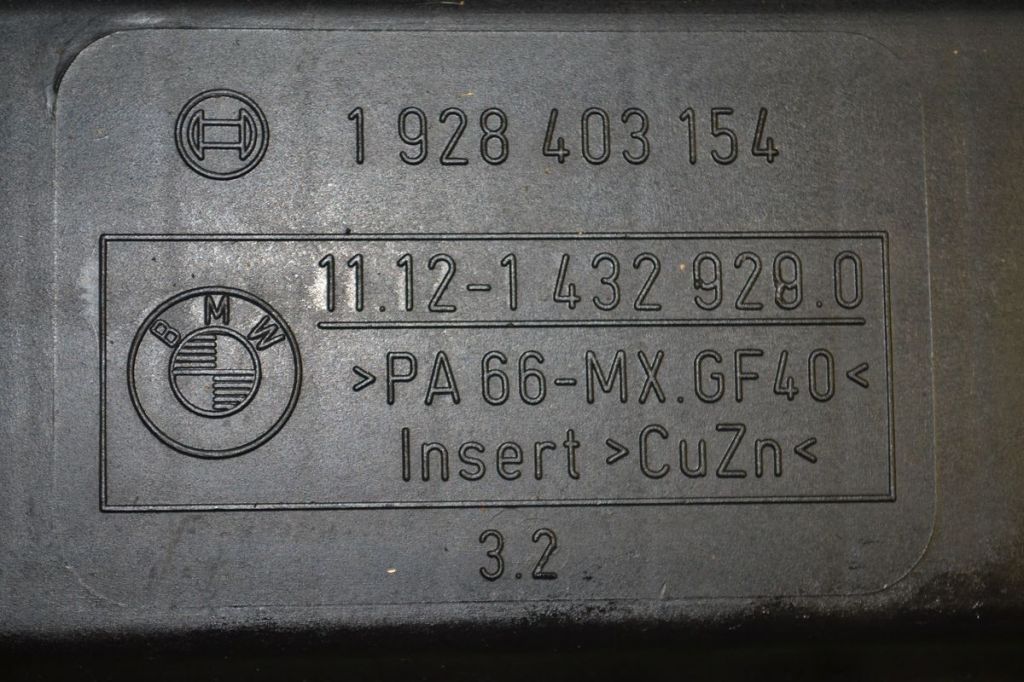 1 928 403 154
11.12-1 432 928.0
BMW
>PA 66-MX.GF40<
Insert >CuZn<
3.2